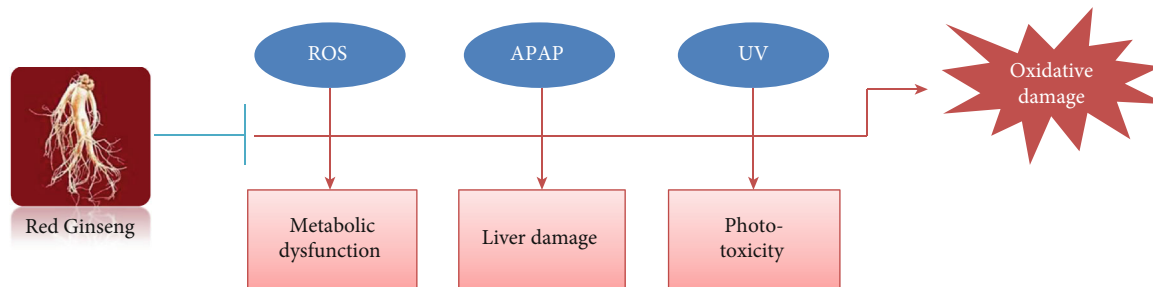 ROS
APAP
UV
Oxidative
damage
Red Ginseng
Metabolic
dysfunction
Liver damage
Photo-
toxicity